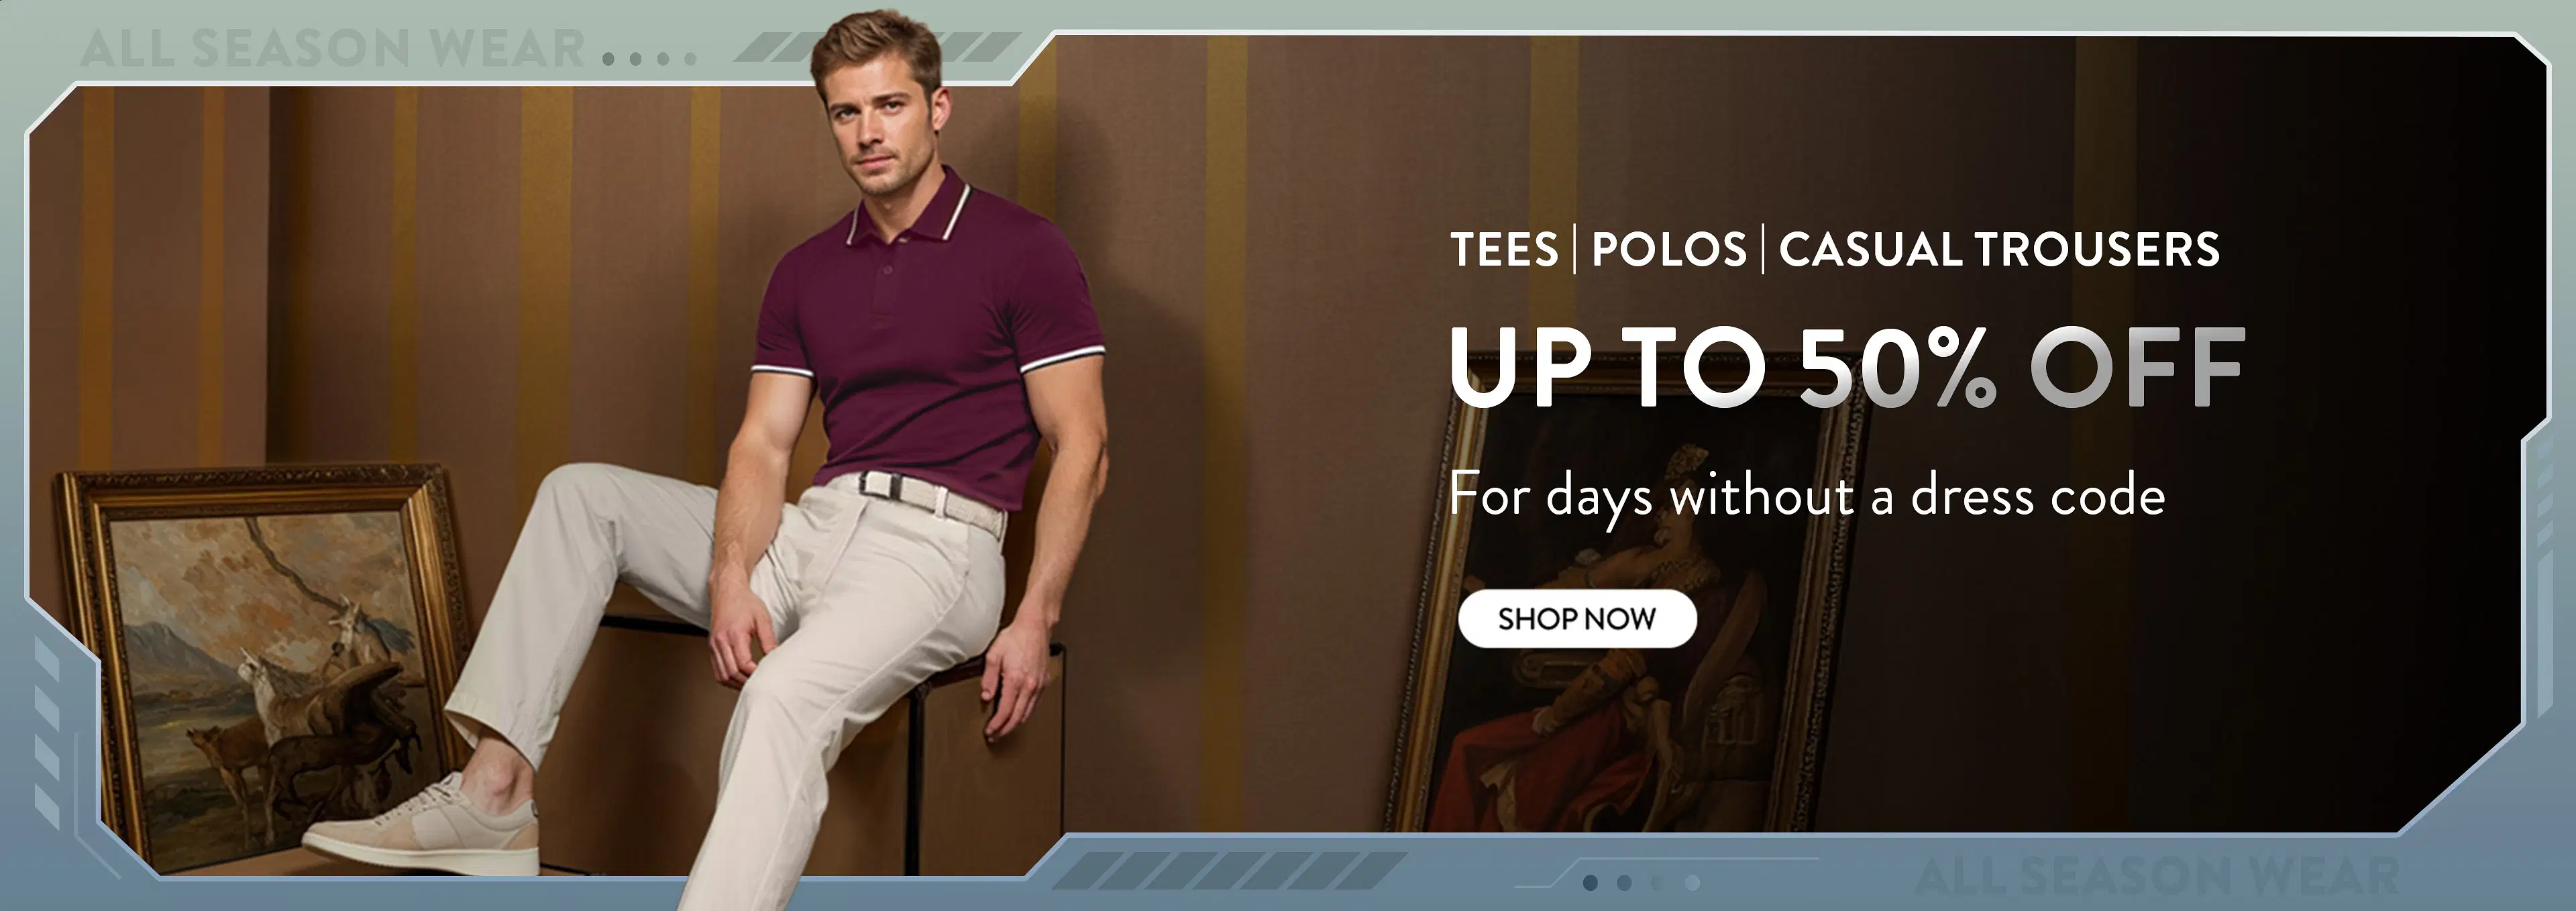 ALL SEASON WEAR
TEES | POLOS | CASUAL TROUSERS
UP TO 50% OFF
For days without a dress code
SHOP NOW
ALL SEASON WEAR